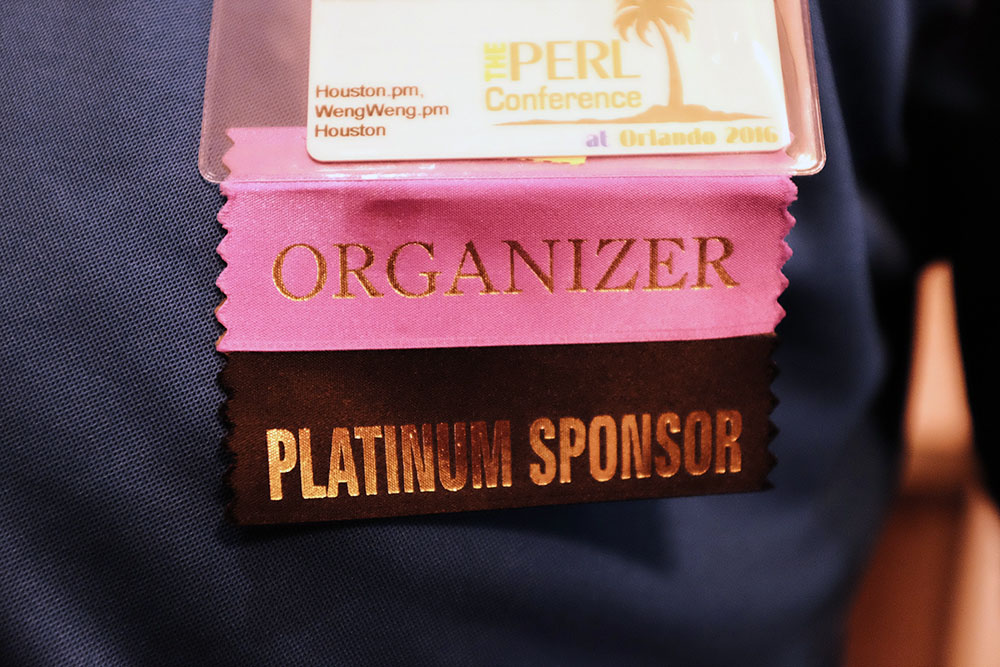 Houston.pm,
WengWeng.pm
Houston
THE PERL
Conference
at Orlando 2016
ORGANIZER
PLATINUM SPONSOR